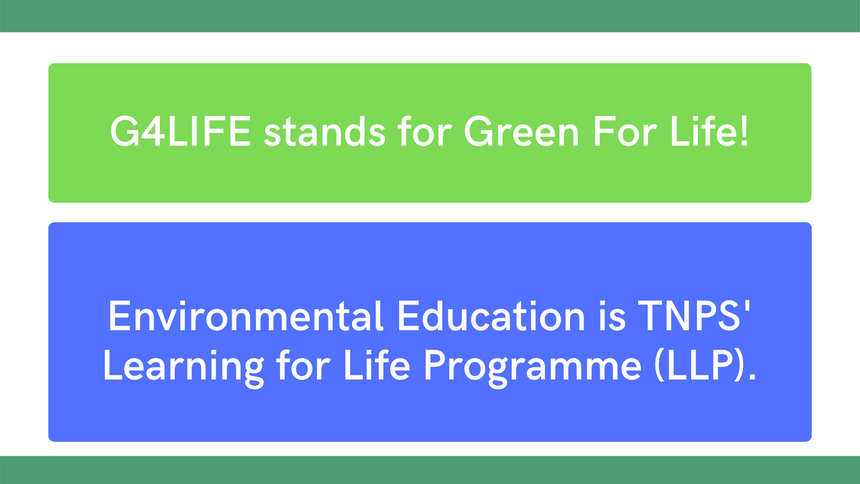 G4LIFE stands for Green For Life!
Environmental Education is TNPS'
Learning for Life Programme (LLP).